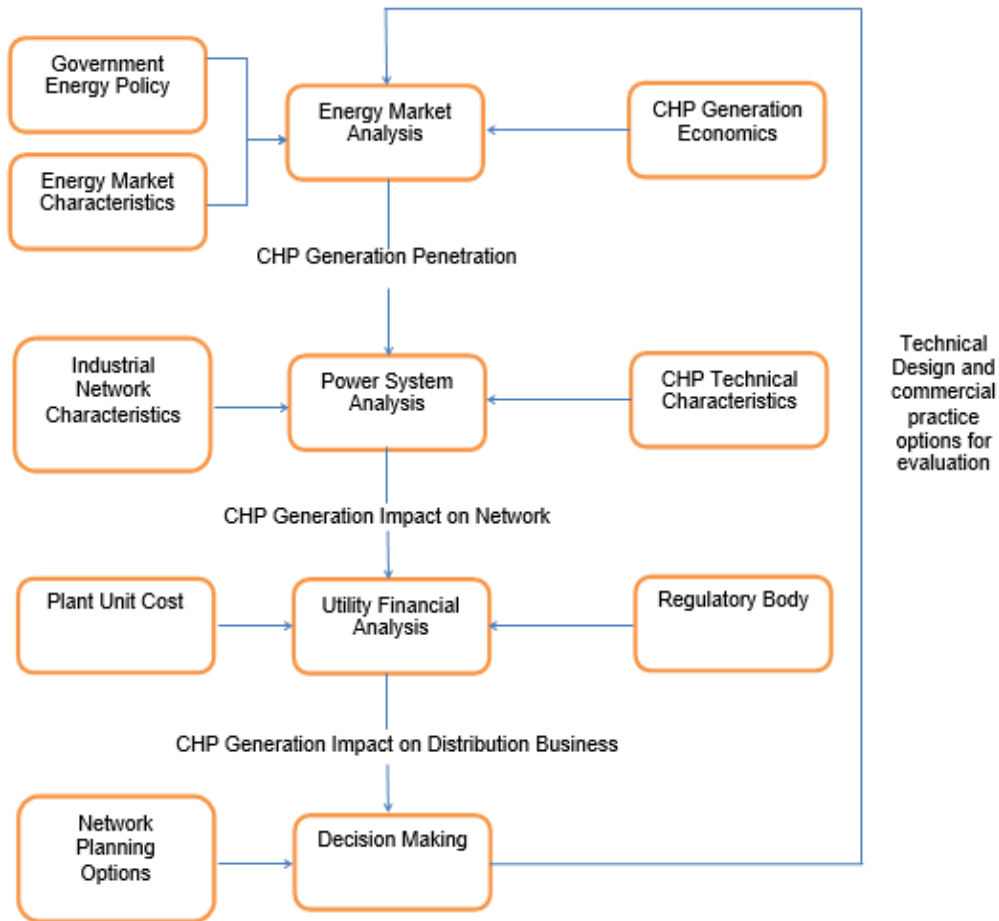 Government
Energy Policy
Energy Market
Analysis
CHP Generation
Economics
Energy Market
Characteristics
CHP Generation Penetration
Industrial
Network
Characteristics
Power System
Analysis
CHP Technical
Characteristics
Technical
Design and
commercial
practice
options for
evaluation
CHP Generation Impact on Network
Plant Unit Cost
Utility Financial
Analysis
Regulatory Body
CHP Generation Impact on Distribution Business
Network
Planning
Options
Decision Making